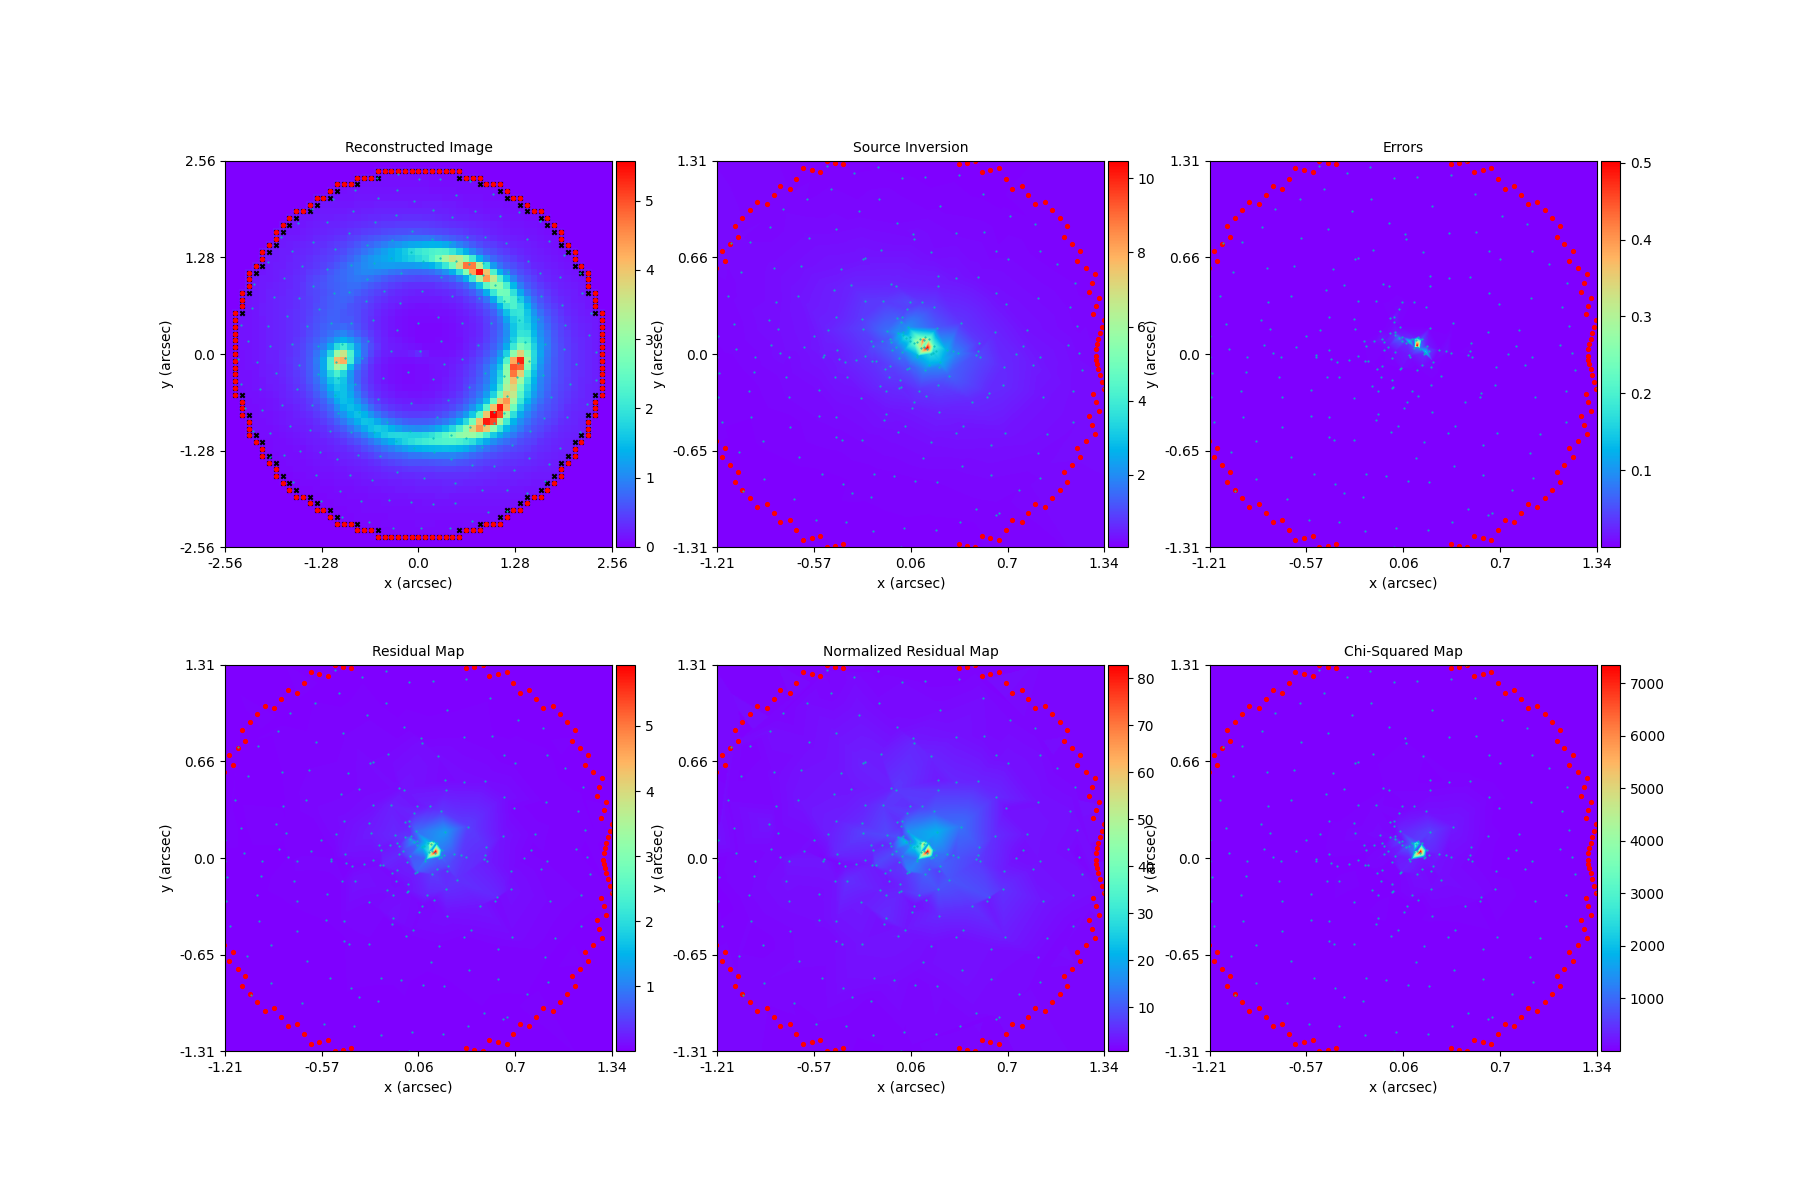 Reconstructed Image
2.56
1.28
0.0
-1.28
-2.56
y (arcsec)
-2.56 -1.28 0.0 1.28 2.56
x (arcsec)
5
4
3
2
1
0
Source Inversion
1.31
0.66
0.0
-0.65
-1.31
y (arcsec)
-1.21 -0.57 0.06 0.7 1.34
x (arcsec)
10
8
6
4
2
Errors
1.31
0.66
0.0
-0.65
-1.31
y (arcsec)
-1.21 -0.57 0.06 0.7 1.34
x (arcsec)
0.5
0.4
0.3
0.2
0.1
Residual Map
1.31
0.66
0.0
-0.65
-1.31
y (arcsec)
-1.21 -0.57 0.06 0.7 1.34
x (arcsec)
5
4
3
2
1
Normalized Residual Map
1.31
0.66
0.0
-0.65
-1.31
y (arcsec)
-1.21 -0.57 0.06 0.7 1.34
x (arcsec)
80
70
60
50
40
30
20
10
Chi-Squared Map
1.31
0.66
0.0
-0.65
-1.31
y (arcsec)
-1.21 -0.57 0.06 0.7 1.34
x (arcsec)
7000
6000
5000
4000
3000
2000
1000